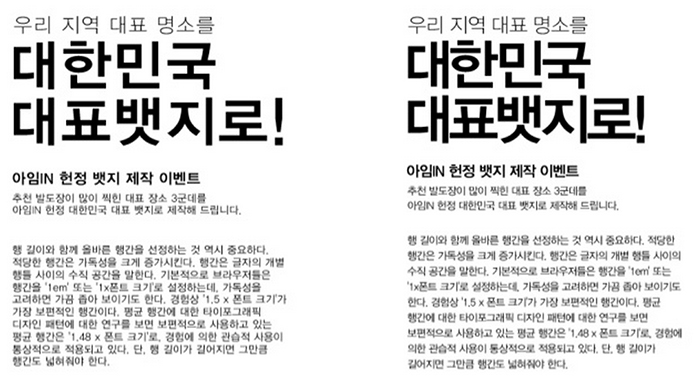 우리 지역 대표 명소를
대한민국
대표뱃지로!
아임IN 헌정 뱃지 제작 이벤트
추천 발도장이 많이 찍힌 대표 장소 3군데를
아임IN 헌정 대한민국 대표 뱃지로 제작해 드립니다.
행 길이와 함께 올바른 행간을 선정하는 것 역시 중요하다.
적당한 행간은 가독성을 크게 증가시킨다. 행간은 글자의 개별
행들 사이의 수직 공간을 말한다. 기본적으로 브라우저들은
행간을 '1em' 또는 '1x폰트 크기'로 설정하는데, 가독성을
고려하면 가끔 좁아 보이기도 한다. 경험상 '1.5 x 폰트 크기'가
가장 보편적인 행간이다. 평균 행간에 대한 타이포그래픽
디자인 패턴에 대한 연구를 보면 보편적으로 사용하고 있는
평균 행간은 '1.48 x 폰트 크기'로, 경험에 의한 관습적 사용이
통상적으로 적용되고 있다. 단, 행 길이가 길어지면 그만큼
행간도 넓혀줘야 한다.
우리 지역 대표 명소를
대한민국
대표뱃지로!
아임IN 헌정 뱃지 제작 이벤트
추천 발도장이 많이 찍힌 대표 장소 3군데를
아임IN 헌정 대한민국 대표 뱃지로 제작해 드립니다.
행 길이와 함께 올바른 행간을 선정하는 것 역시 중요하다. 적당한
행간은 가독성을 크게 증가시킨다. 행간은 글자의 개별 행들 사이의
수직 공간을 말한다. 기본적으로 브라우저들은 행간을 '1em' 또는
'1x폰트 크기'로 설정하는데, 가독성을 고려하면 가끔 좁아 보이기도
한다. 경험상 '1.5 x 폰트 크기'가 가장 보편적인 행간이다. 평균
행간에 대한 타이포그래픽 디자인 패턴에 대한 연구를 보면
보편적으로 사용하고 있는 평균 행간은 '1.48 x 폰트 크기'로, 경험에
의한 관습적 사용이 통상적으로 적용되고 있다. 단, 행 길이가
길어지면 그만큼 행간도 넓혀줘야 한다.